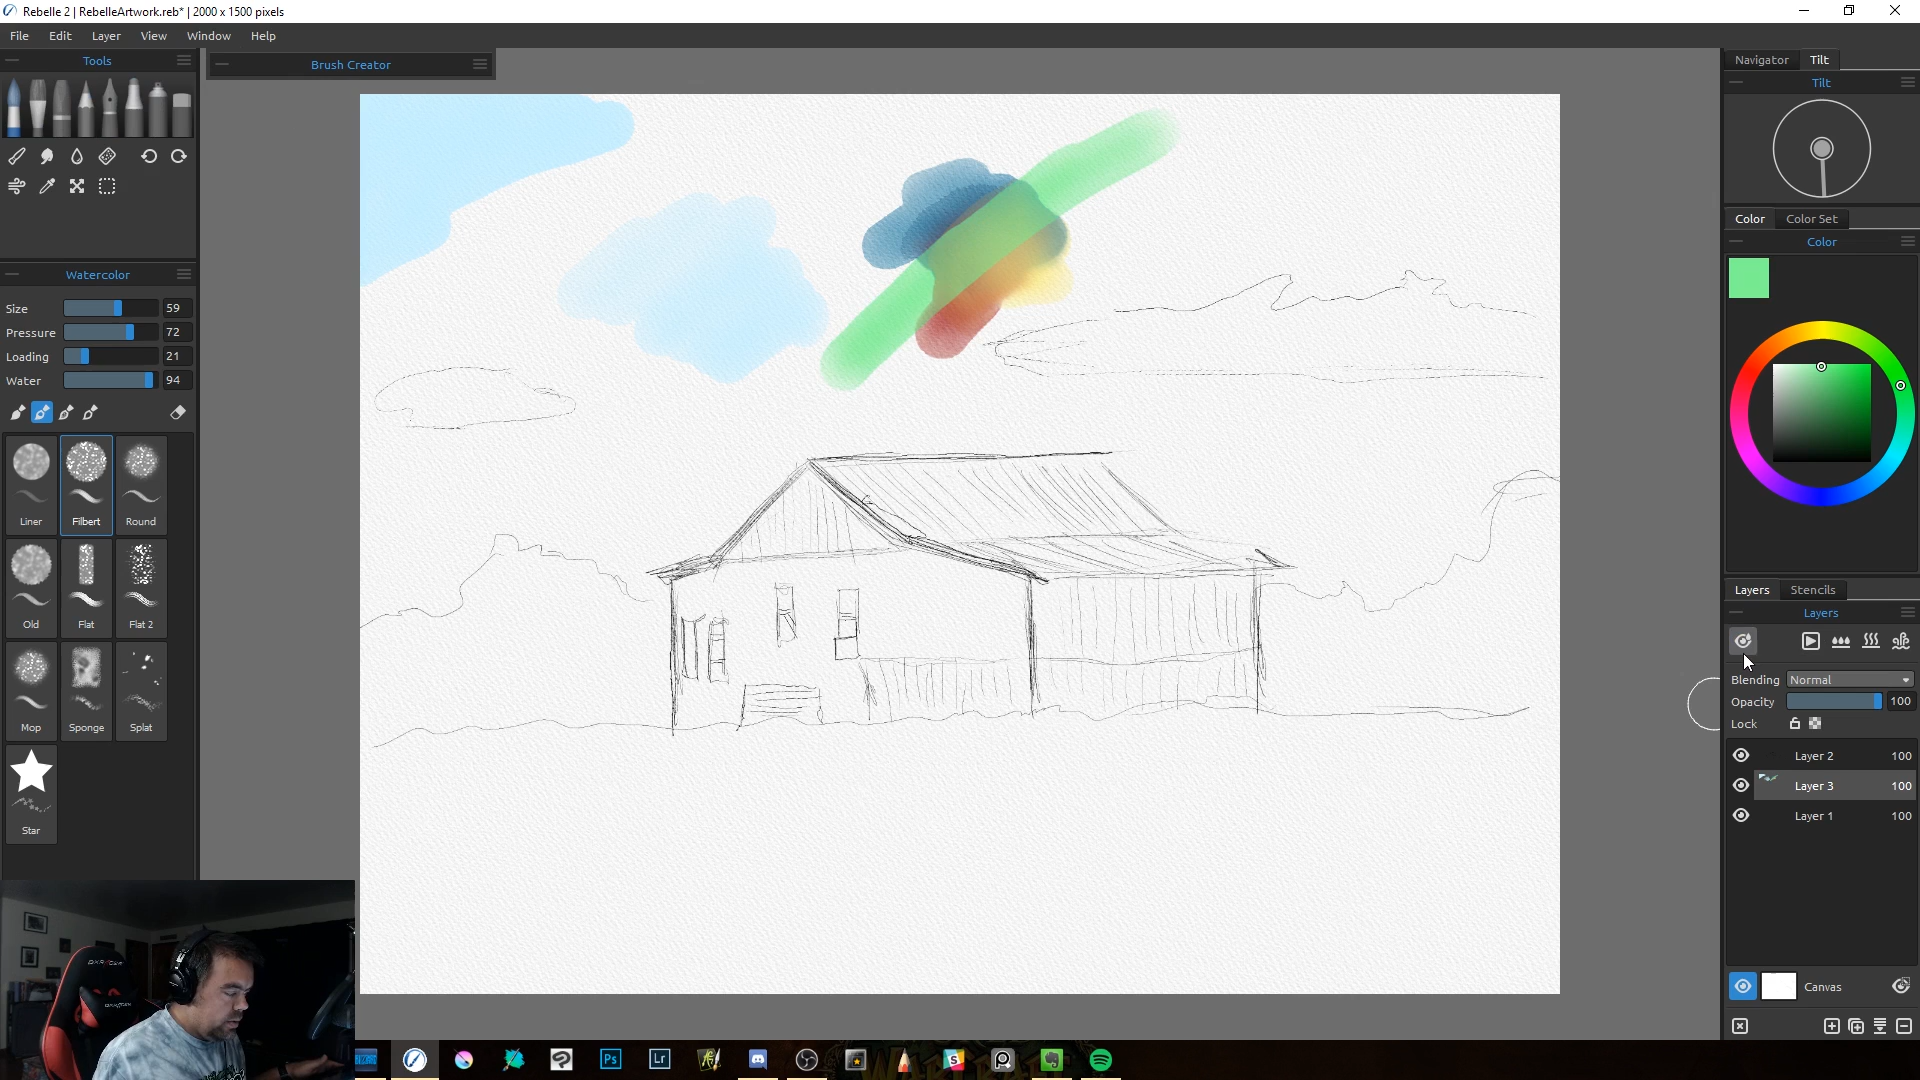 Rebelle 2 | RebelleArtwork.reb* | 2000 x 1500 pixels
File Edit Layer View Window Help
Tools
Brush Creator
Navigator Tilt
Tilt
Color Color Set
Color
Watercolor
Size 59
Pressure 72
Loading 21
Water 94
Liner Filbert Round
Old Flat Flat 2
Mop Sponge Splat
Star
Layers Stencils
Layers
Blending Normal
Opacity 100
Lock
Layer 2 100
Layer 3 100
Layer 1 100
Canvas
Ps Lr